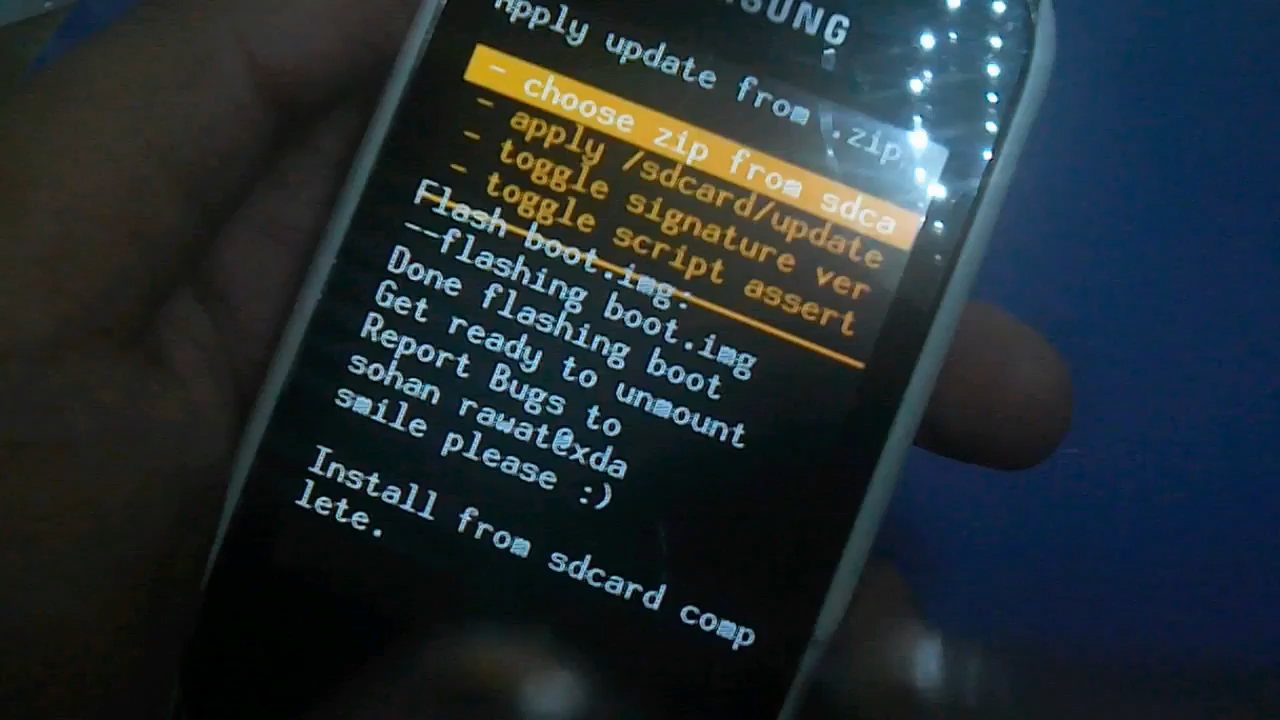 SUNG
Apply update from .zip
- choose zip from sdca
- apply /sdcard/update
- toggle signature ver
- toggle script assert
Flash boot.img:
--flashing boot.img
Done flashing boot
Get ready to unmount
Report Bugs to
sohan rawat@xda
smile please :)
Install from sdcard comp
lete.